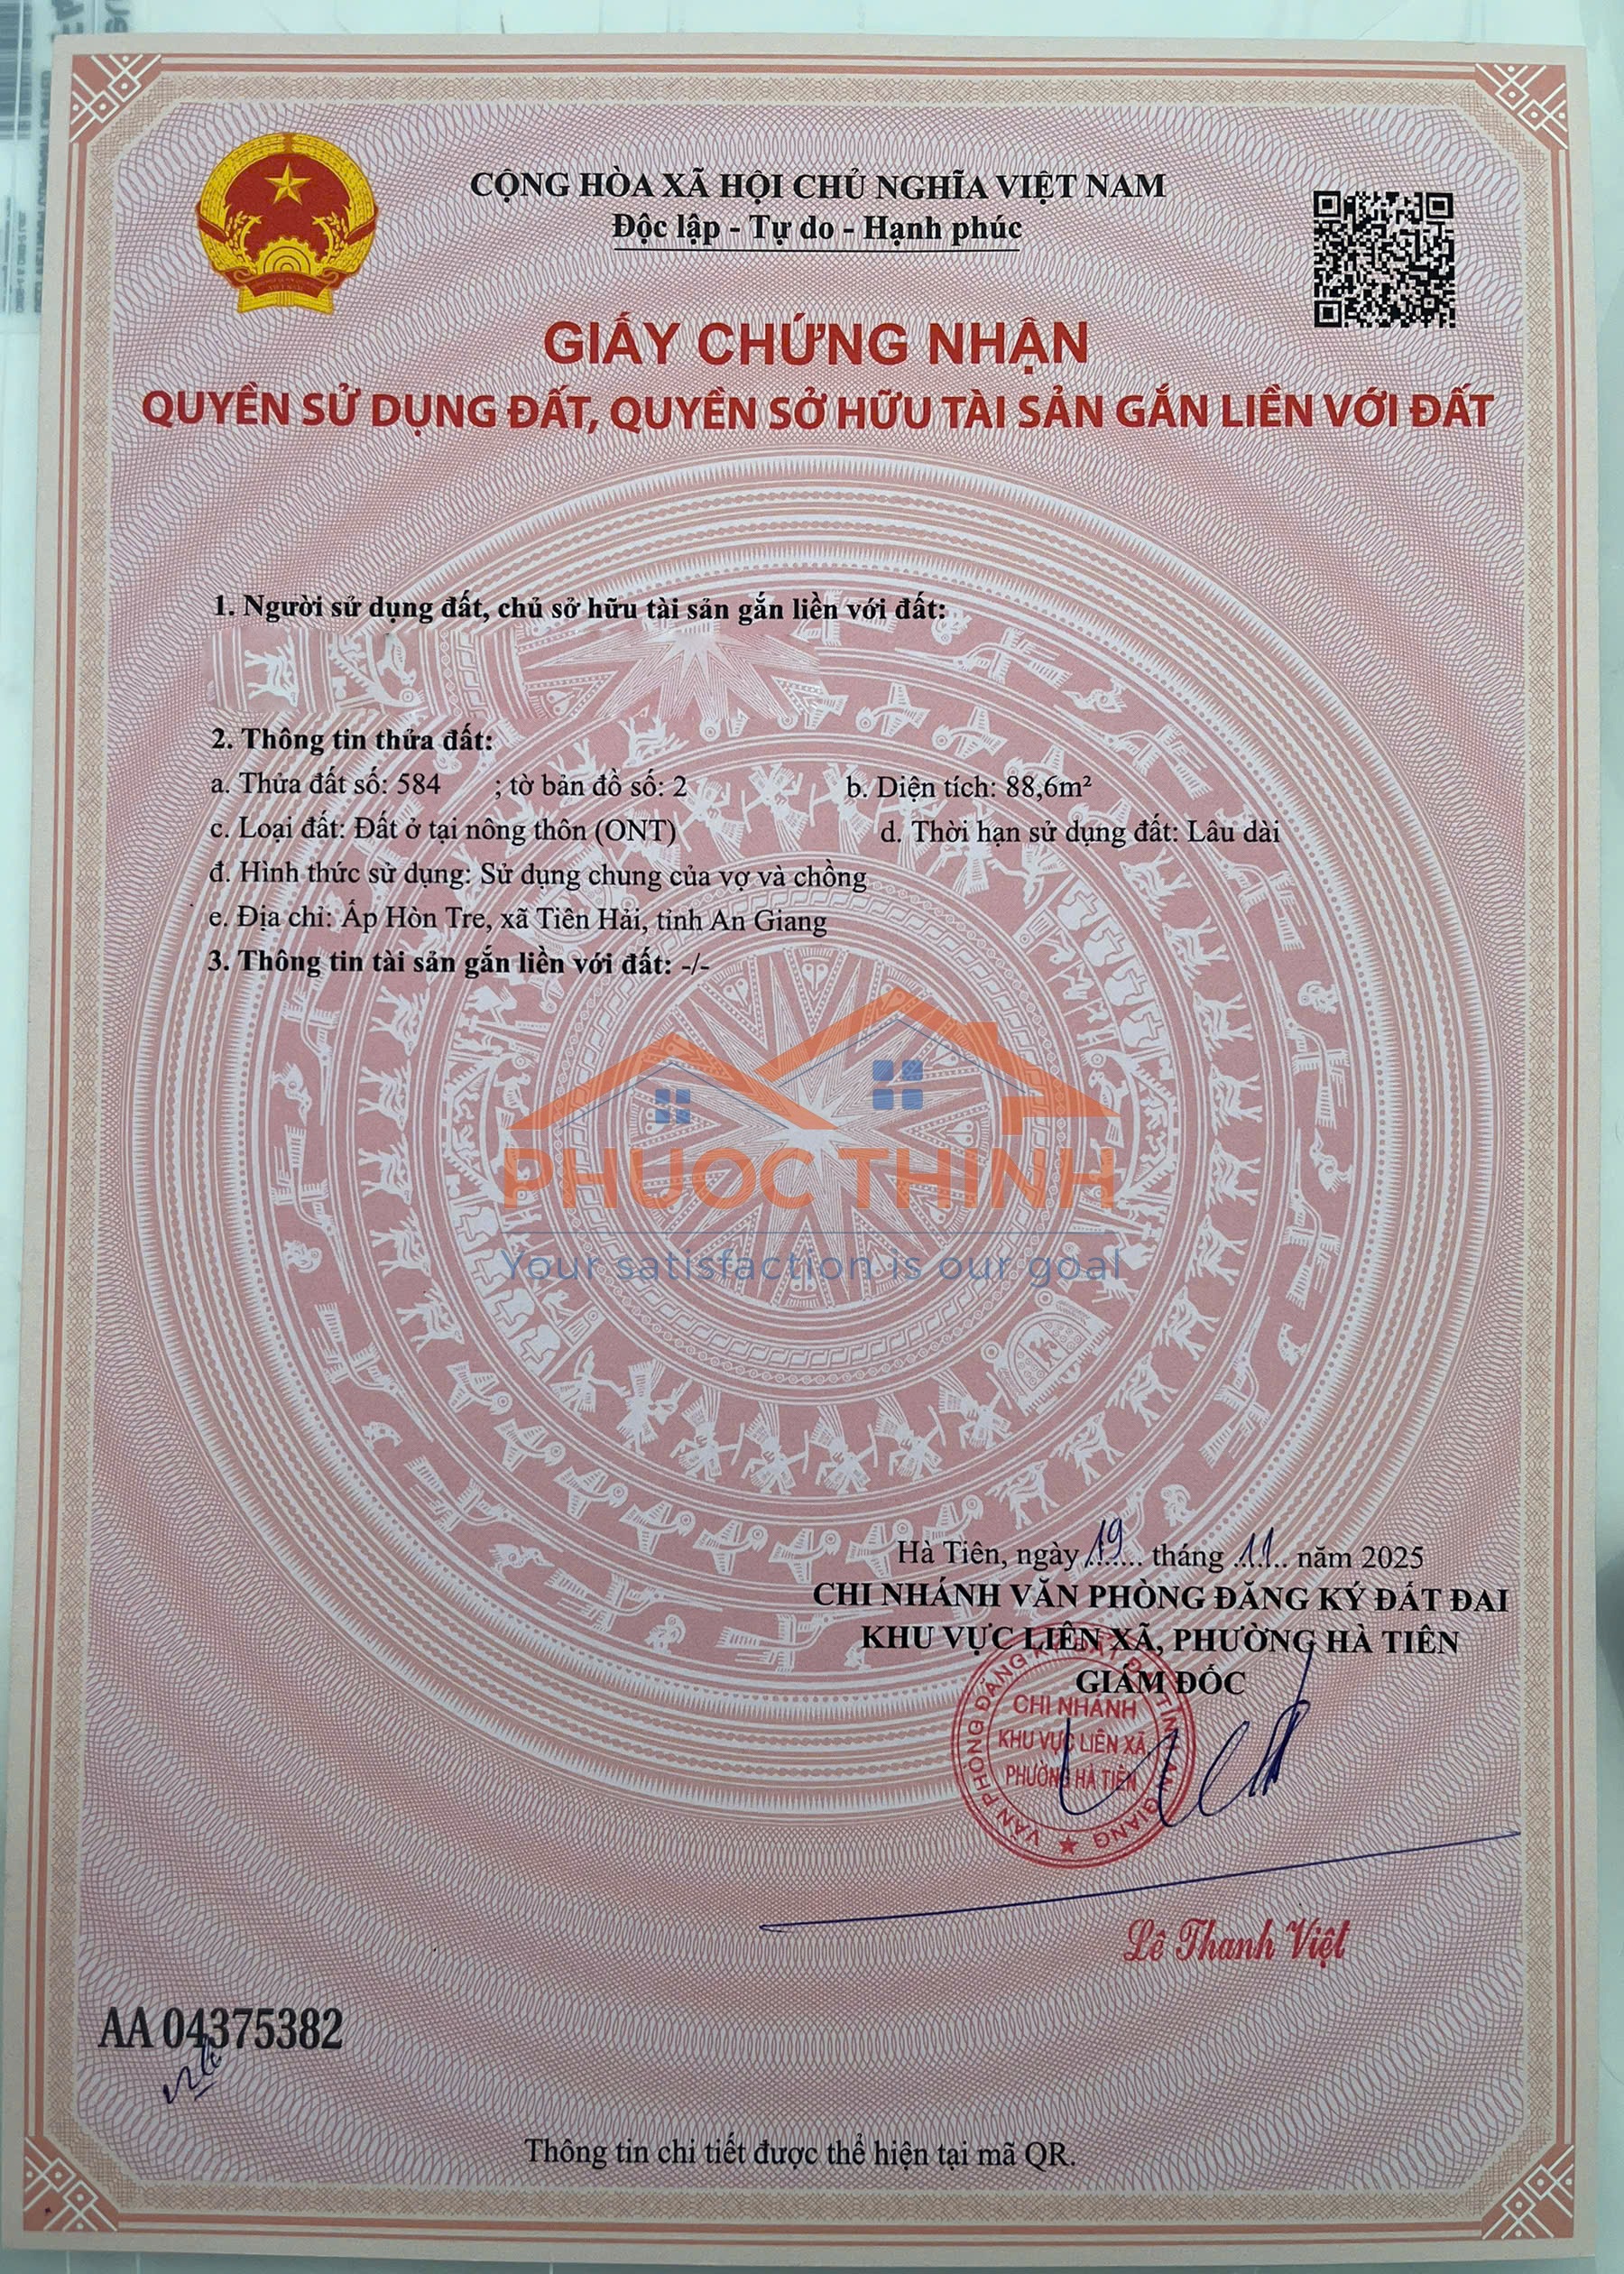 CỘNG HÒA XÃ HỘI CHỦ NGHĨA VIỆT NAM
Độc lập - Tự do - Hạnh phúc
GIẤY CHỨNG NHẬN
QUYỀN SỬ DỤNG ĐẤT, QUYỀN SỞ HỮU TÀI SẢN GẮN LIỀN VỚI ĐẤT
1. Người sử dụng đất, chủ sở hữu tài sản gắn liền với đất:
2. Thông tin thửa đất:
a. Thửa đất số: 584 ; tờ bản đồ số: 2 b. Diện tích: 88,6m²
c. Loại đất: Đất ở tại nông thôn (ONT) d. Thời hạn sử dụng đất: Lâu dài
đ. Hình thức sử dụng: Sử dụng chung của vợ và chồng
e. Địa chỉ: Ấp Hòn Tre, xã Tiên Hải, tỉnh An Giang
3. Thông tin tài sản gắn liền với đất: -/-
PHUOC THINH
Your satisfaction is our goal
Hà Tiên, ngày 19 tháng 11 năm 2025
CHI NHÁNH VĂN PHÒNG ĐĂNG KÝ ĐẤT ĐAI
KHU VỰC LIÊN XÃ, PHƯỜNG HÀ TIÊN
GIÁM ĐỐC
CHI NHÁNH
KHU VỰC LIÊN XÃ
PHƯỜNG HÀ TIÊN
Lê Thanh Việt
AA 04375382
Thông tin chi tiết được thể hiện tại mã QR.